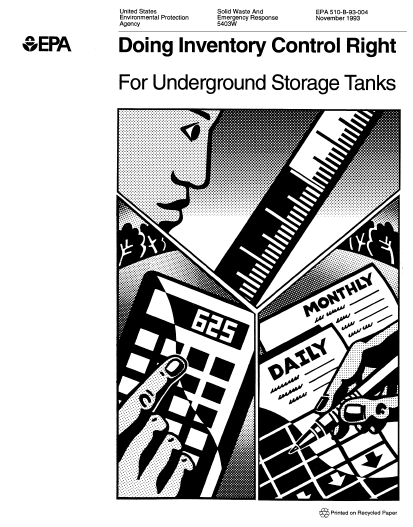 United States
Environmental Protection
Agency
Solid Waste And
Emergency Response
5403W
EPA 510-B-93-004
November 1993
EPA
Doing Inventory Control Right
For Underground Storage Tanks
625
MONTHLY
DAILY
Printed on Recycled Paper